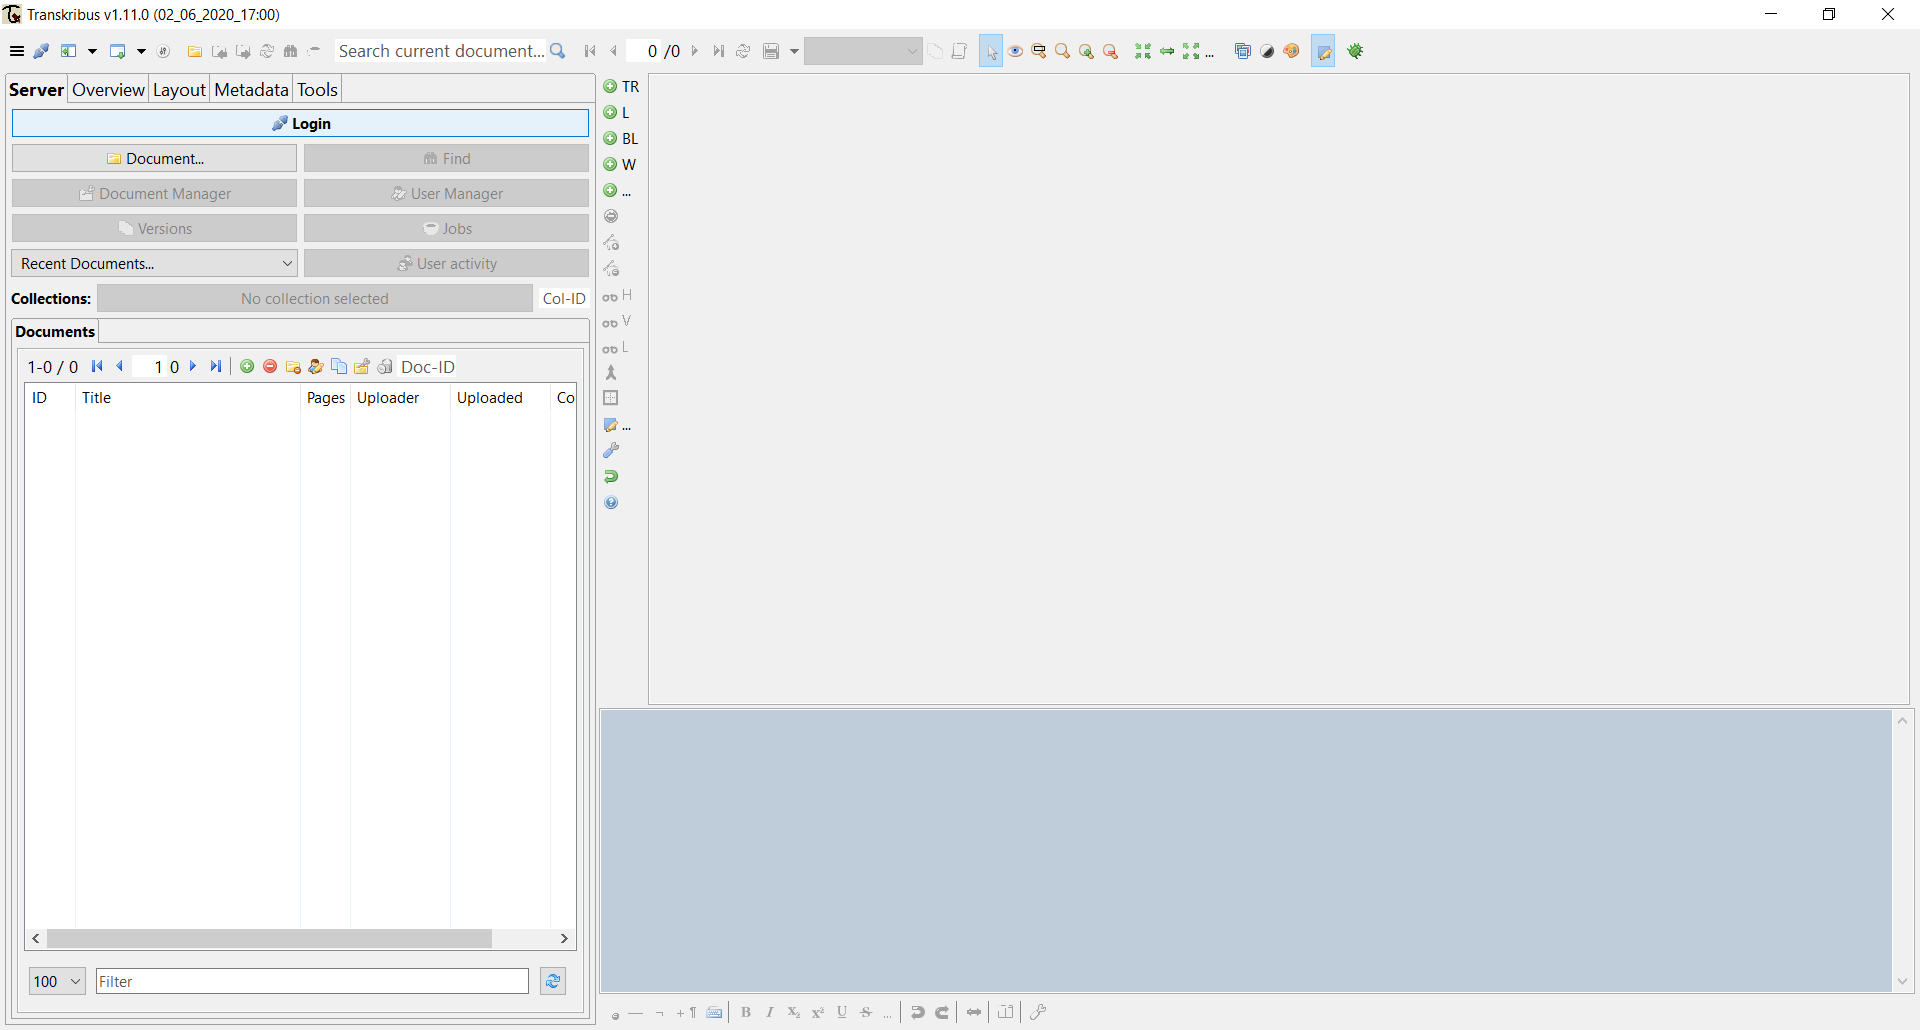 Transkribus v1.11.0 (02_06_2020_17:00)
Search current document... 0 /0 ...
Server Overview Layout Metadata Tools
Login
Document... Find
Document Manager User Manager
Versions Jobs
Recent Documents... User activity
Collections: No collection selected Col-ID
Documents
1-0 / 0 1 0 Doc-ID
ID Title Pages Uploader Uploaded Co
100 Filter
TR
L
BL
W
...
H
V
L
...
+ ¶ B I X₂ x² U S ...